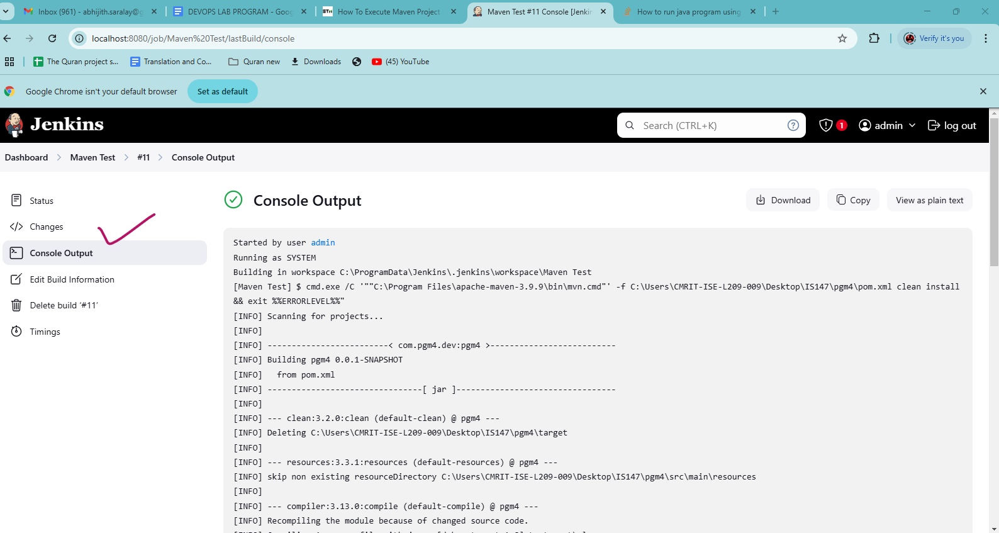 Inbox (961) - abhijith.saralay@g
DEVOPS LAB PROGRAM - Goog
How To Execute Maven Project
Maven Test #11 Console [Jenkin
How to run java program using
localhost:8080/job/Maven%20Test/lastBuild/console
Verify it's you
The Quran project s...
Translation and Co...
Quran new
Downloads
(45) YouTube
Google Chrome isn't your default browser
Set as default
Jenkins
Search (CTRL+K)
1
admin
log out
Dashboard
Maven Test
#11
Console Output
Status
Changes
Console Output
Edit Build Information
Delete build ‘#11’
Timings
Console Output
Download
Copy
View as plain text
Started by user admin
Running as SYSTEM
Building in workspace C:\ProgramData\Jenkins\.jenkins\workspace\Maven Test
[Maven Test] $ cmd.exe /C '""C:\Program Files\apache-maven-3.9.9\bin\mvn.cmd"' -f C:\Users\CMRIT-ISE-L209-009\Desktop\IS147\pgm4\pom.xml clean install
&& exit %%ERRORLEVEL%%"
[INFO] Scanning for projects...
[INFO]
[INFO] -------------------------< com.pgm4.dev:pgm4 >--------------------------
[INFO] Building pgm4 0.0.1-SNAPSHOT
[INFO]   from pom.xml
[INFO] --------------------------------[ jar ]---------------------------------
[INFO]
[INFO] --- clean:3.2.0:clean (default-clean) @ pgm4 ---
[INFO] Deleting C:\Users\CMRIT-ISE-L209-009\Desktop\IS147\pgm4\target
[INFO]
[INFO] --- resources:3.3.1:resources (default-resources) @ pgm4 ---
[INFO] skip non existing resourceDirectory C:\Users\CMRIT-ISE-L209-009\Desktop\IS147\pgm4\src\main\resources
[INFO]
[INFO] --- compiler:3.13.0:compile (default-compile) @ pgm4 ---
[INFO] Recompiling the module because of changed source code.